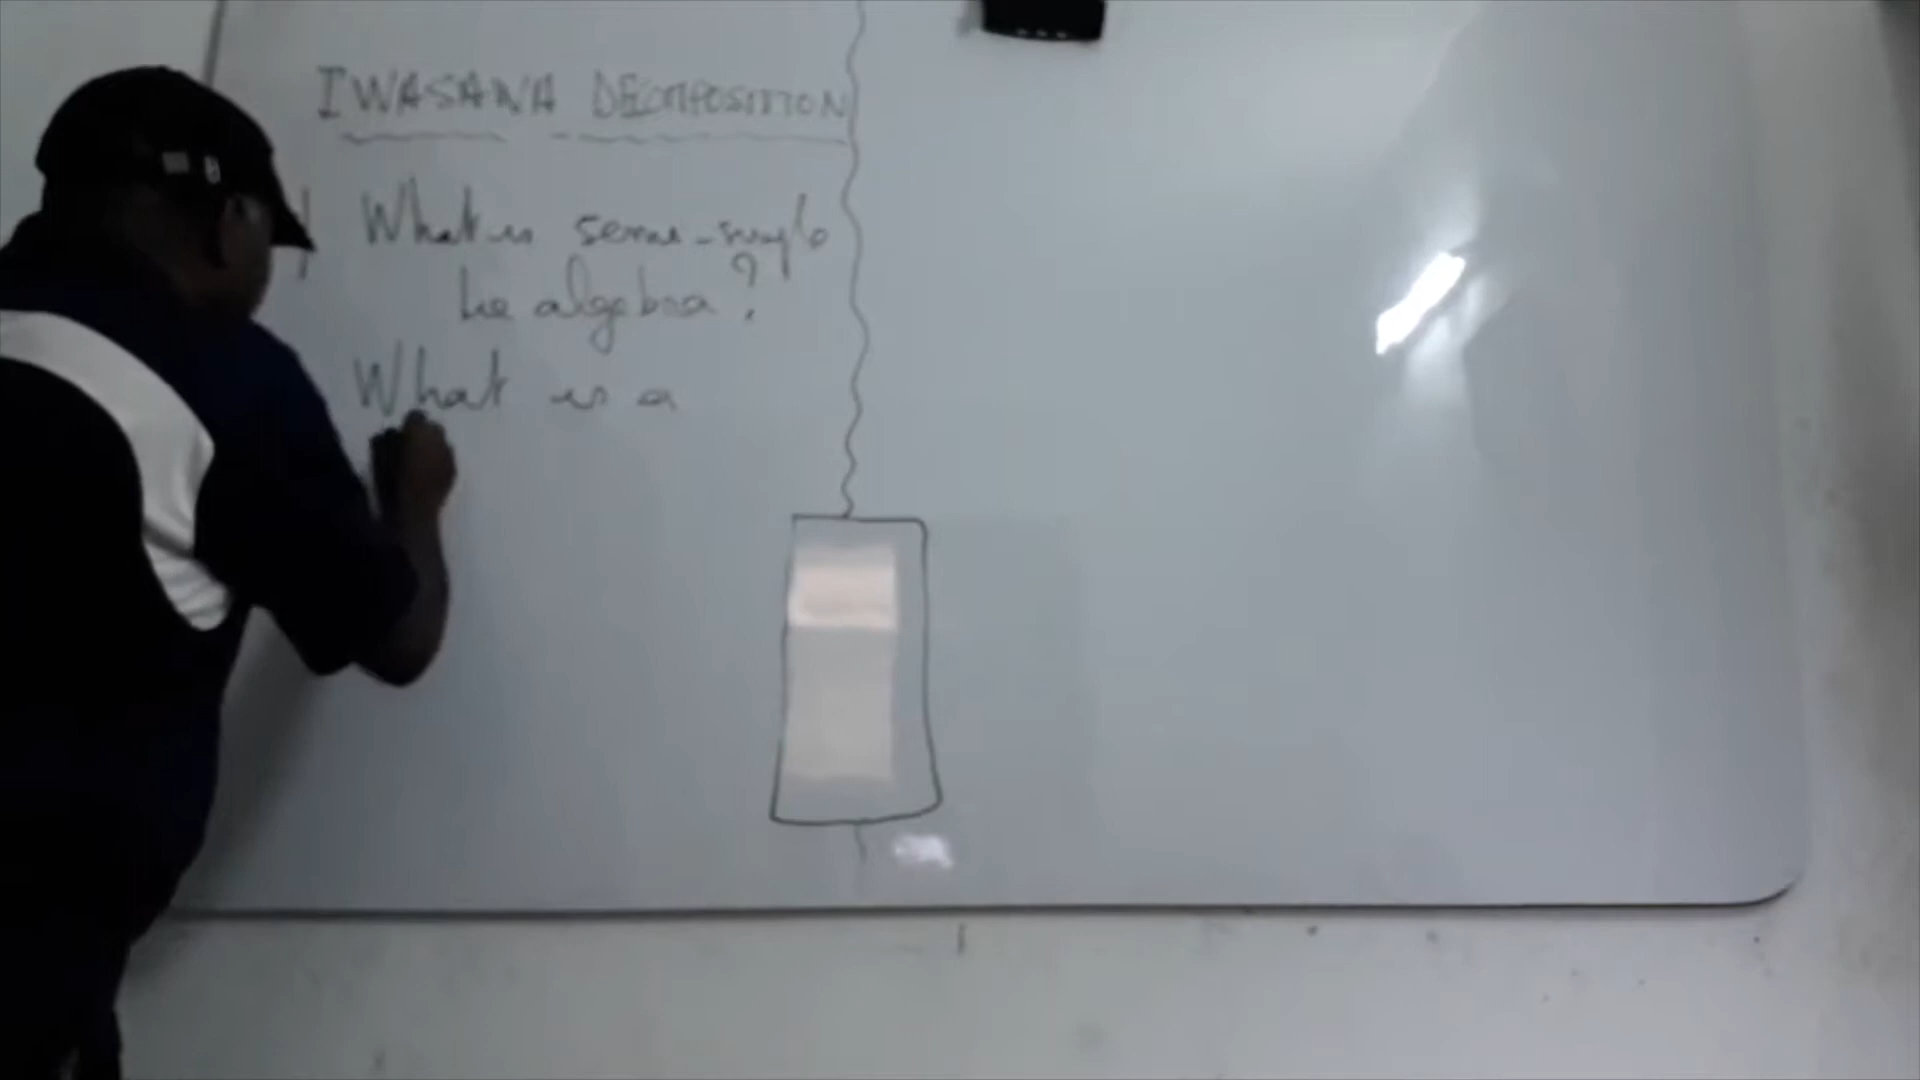 IWASAWA DECOMPOSITION
What is semi-simple
Lie algebra?
What is a